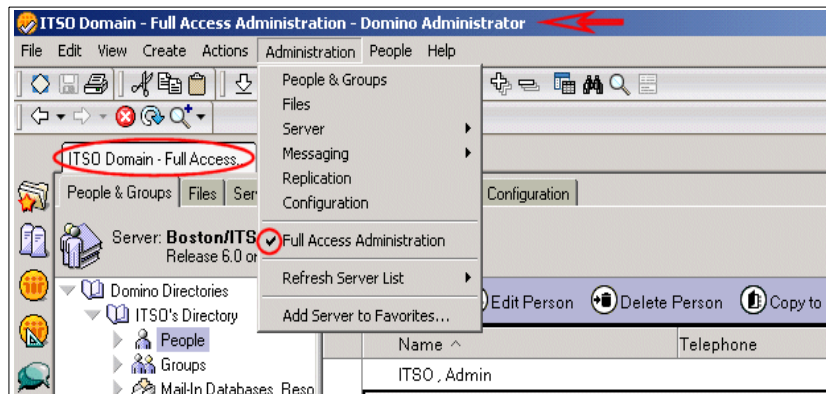 ITSO Domain - Full Access Administration - Domino Administrator
File Edit View Create Actions Administration People Help
People & Groups
Files
Server
Messaging
Replication
Configuration
Full Access Administration
Refresh Server List
Add Server to Favorites...
ITSO Domain - Full Access...
People & Groups Files Configuration
Server: Boston/ITS
Release 6.0
Domino Directories
ITSO's Directory
People
Groups
Mail-In Databases,
Edit Person Delete Person Copy to
Name Telephone
ITSO, Admin